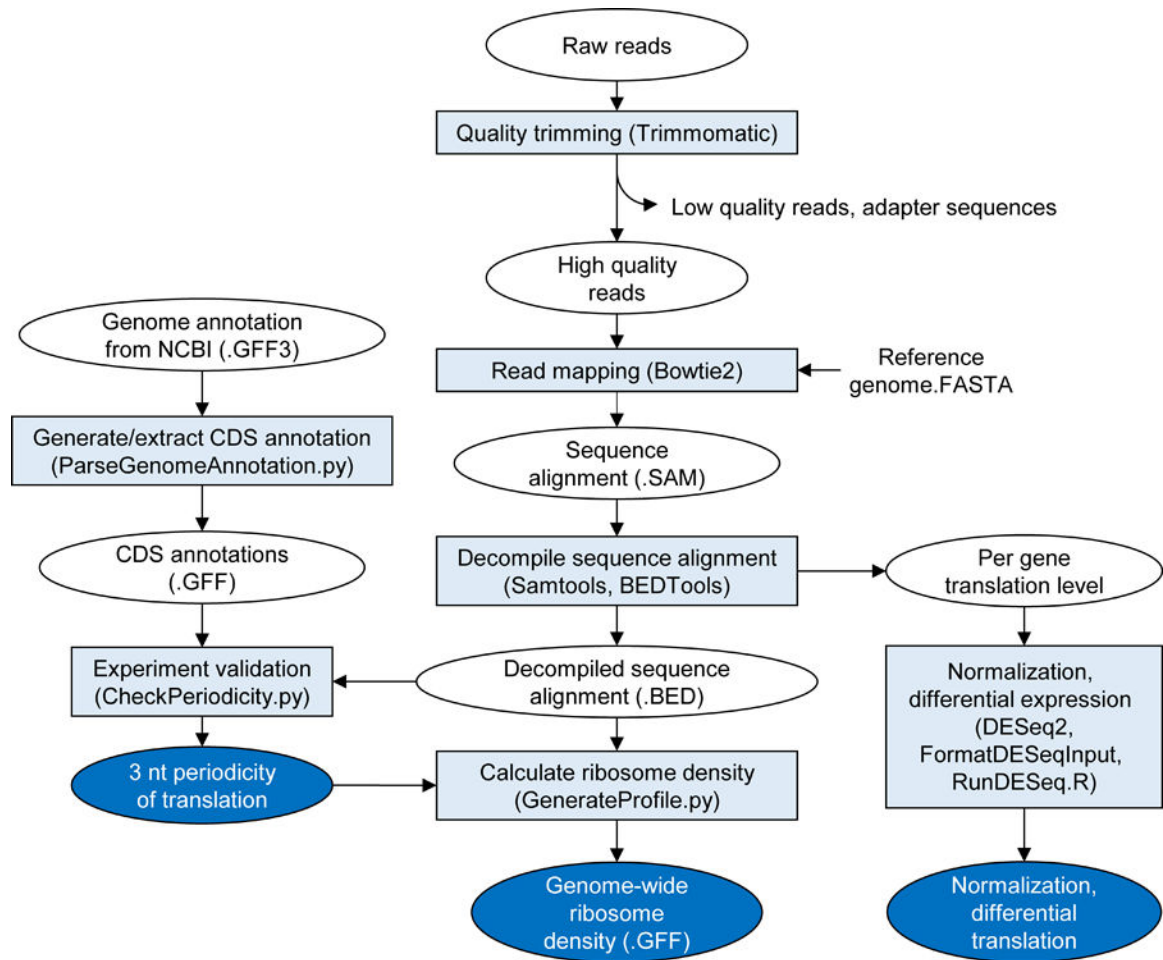 Raw reads
Quality trimming (Trimmomatic)
Low quality reads, adapter sequences
High quality
reads
Genome annotation
from NCBI (.GFF3)
Read mapping (Bowtie2)
Reference
genome.FASTA
Generate/extract CDS annotation
(ParseGenomeAnnotation.py)
Sequence
alignment (.SAM)
CDS annotations
(.GFF)
Decompile sequence alignment
(Samtools, BEDTools)
Per gene
translation level
Experiment validation
(CheckPeriodicity.py)
Decompiled sequence
alignment (.BED)
Normalization,
differential expression
(DESeq2,
FormatDESeqInput,
RunDESeq.R)
3 nt periodicity
of translation
Calculate ribosome density
(GenerateProfile.py)
Genome-wide
ribosome
density (.GFF)
Normalization,
differential
translation